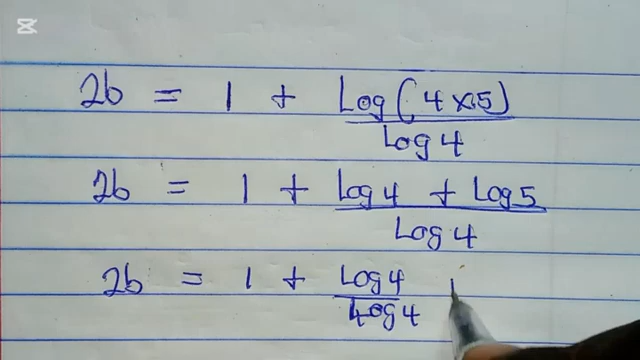 2b = 1 + Log(4×5) / Log 4
2b = 1 + Log 4 + Log 5 / Log 4
2b = 1 + Log 4 / Log 4